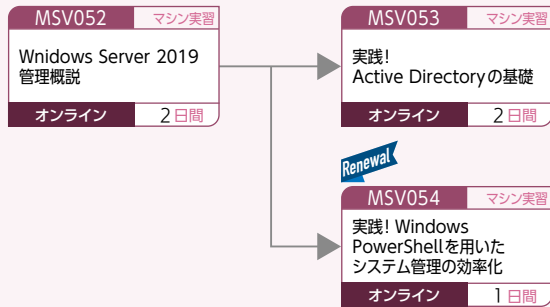 MSV052 マシン実習
Wnidows Server 2019
管理概説
オンライン 2日間
MSV053 マシン実習
実践!
Active Directoryの基礎
オンライン 2日間
Renewal
MSV054 マシン実習
実践! Windows
PowerShellを用いた
システム管理の効率化
オンライン 1日間